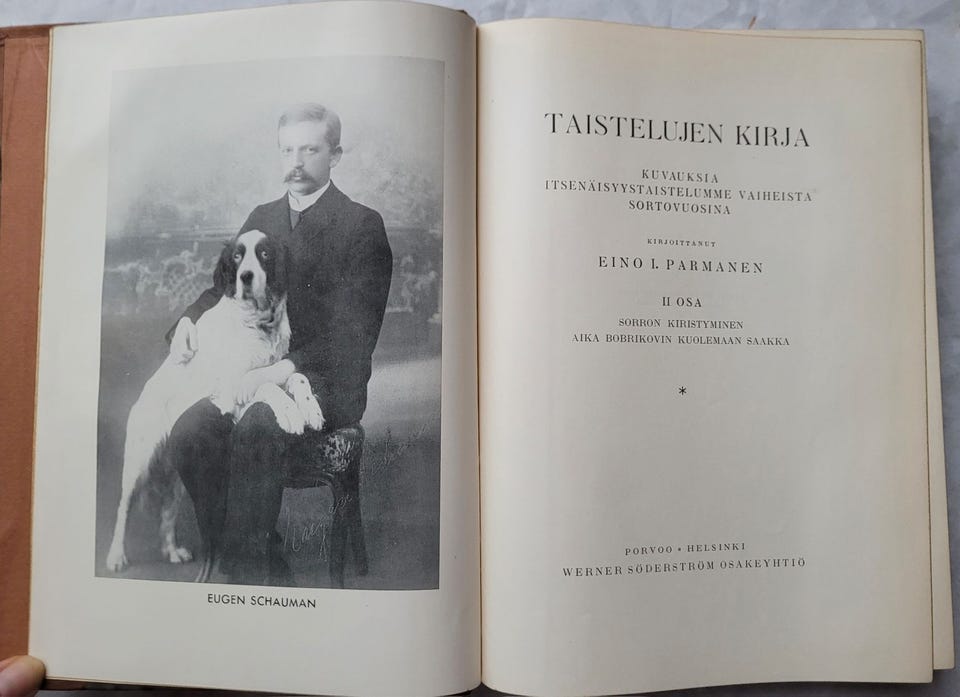 EUGEN SCHAUMAN
TAISTELUJEN KIRJA
KUVAUKSIA
ITSENÄISYYSTAISTELUMME VAIHEISTA
SORTOVUOSINA
KIRJOITTANUT
EINO I. PARMANEN
II OSA
SORRON KIRISTYMINEN
AIKA BOBRIKOVIN KUOLEMAAN SAAKKA
*
PORVOO • HELSINKI
WERNER SÖDERSTRÖM OSAKEYHTIÖ